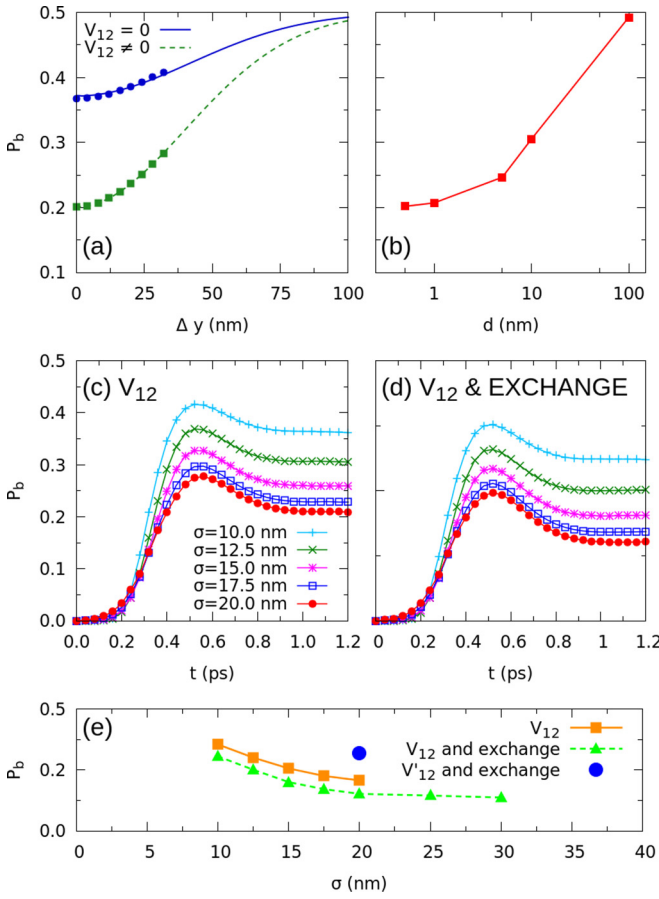 0.5
0.4
0.3
0.2
0.1
P_b
V₁₂ = 0
V₁₂ ≠ 0
(a)
0 25 50 75 100
Δ y (nm)
(b)
1 10 100
d (nm)
0.5
0.4
0.3
0.2
0.1
0.0
P_b
(c) V₁₂
σ=10.0 nm
σ=12.5 nm
σ=15.0 nm
σ=17.5 nm
σ=20.0 nm
0.0 0.2 0.4 0.6 0.8 1.0 1.2
t (ps)
(d) V₁₂ & EXCHANGE
0 0.2 0.4 0.6 0.8 1 1.2
t (ps)
0.5
0.2
0.0
P_b
(e)
V₁₂
V₁₂ and exchange
V'₁₂ and exchange
0 5 10 15 20 25 30 35 40
σ (nm)